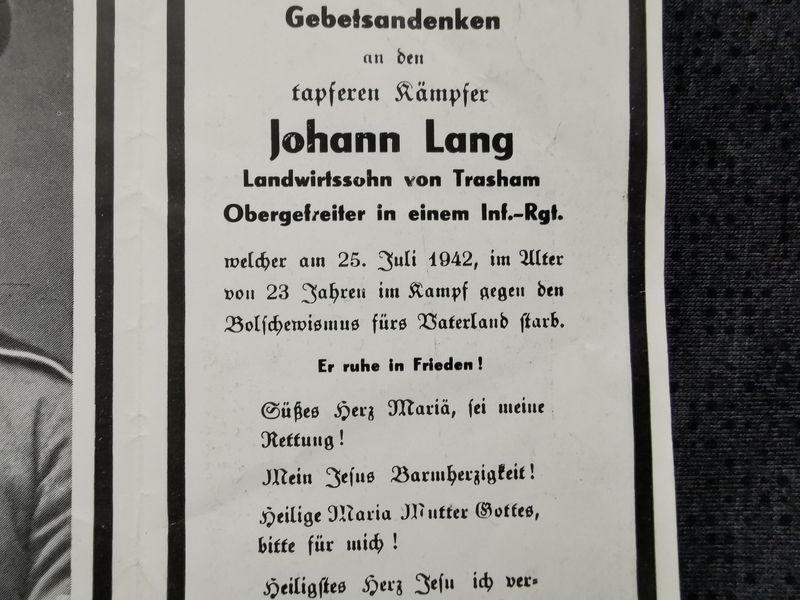 Gebetsandenken
an den
tapferen Kämpfer
Johann Lang
Landwirtssohn von Trasham
Obergefreiter in einem Inf.-Rgt.
welcher am 25. Juli 1942, im Alter
von 23 Jahren im Kampf gegen den
Bolschewismus fürs Vaterland starb.
Er ruhe in Frieden!
Süßes Herz Mariä, sei meine
Rettung!
Mein Jesus Barmherzigkeit!
Heilige Maria Mutter Gottes,
bitte für mich!
Heiligstes Herz Jesu ich ver-